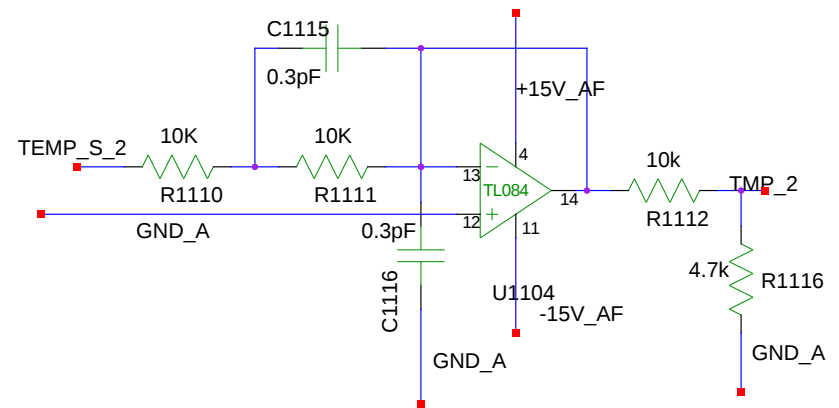 C1115
0.3pF
+15V_AF
TEMP_S_2
10K
R1110
10K
R1111
13
12
4
TL084
14
11
10k
R1112
TMP_2
GND_A
0.3pF
C1116
U1104
-15V_AF
4.7k
R1116
GND_A
GND_A